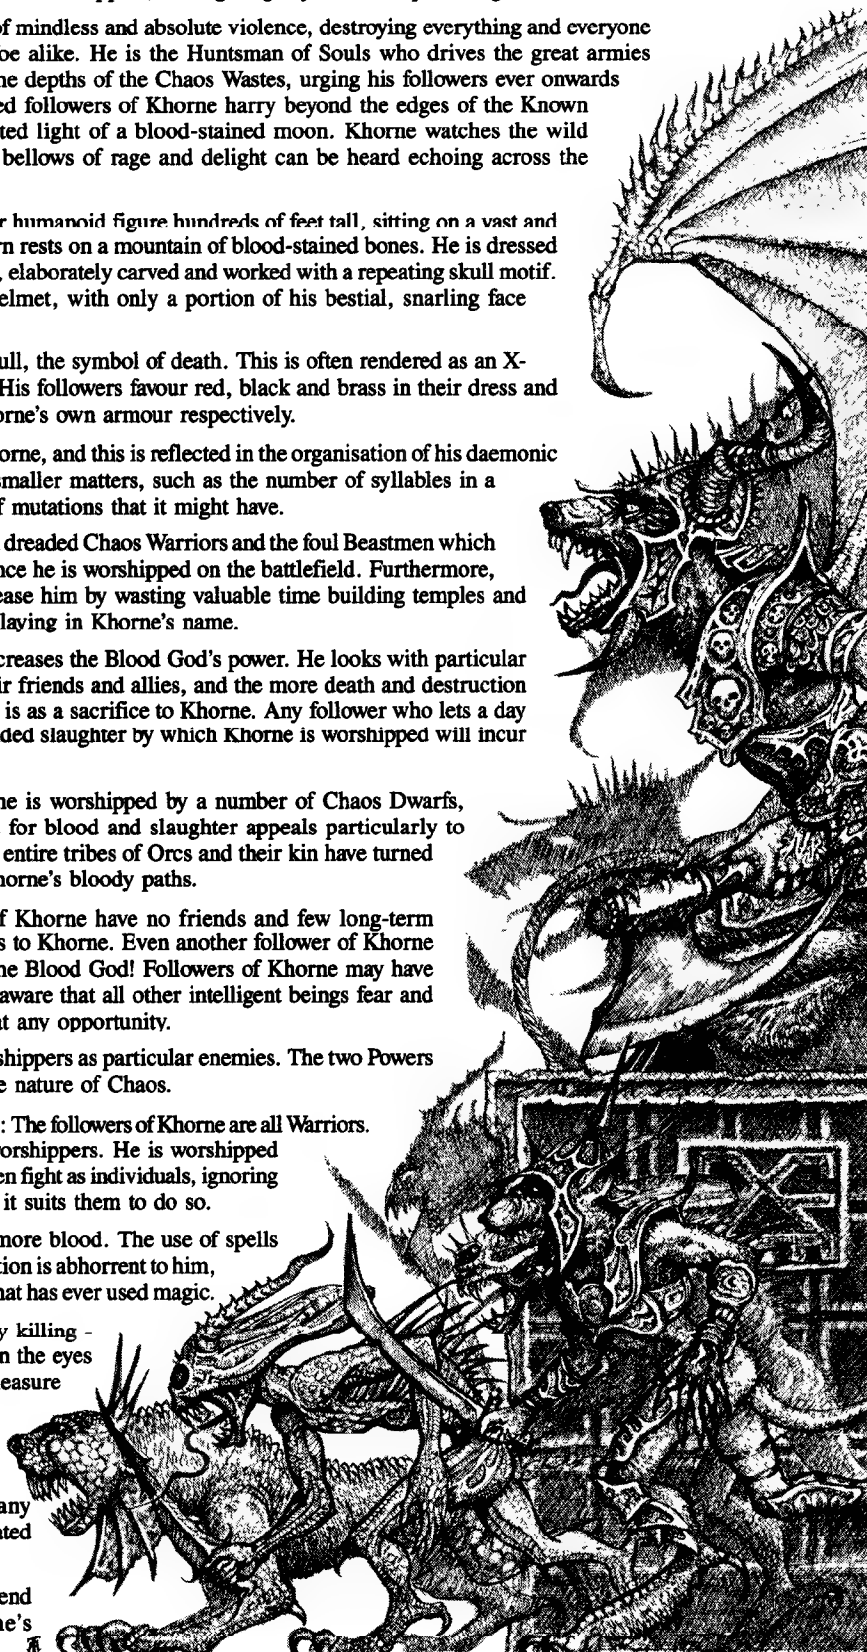 of mindless and absolute violence, destroying everything and everyone
oe alike. He is the Huntsman of Souls who drives the great armies
ne depths of the Chaos Wastes, urging his followers ever onwards
ed followers of Khorne harry beyond the edges of the Known
ted light of a blood-stained moon. Khorne watches the wild
bellows of rage and delight can be heard echoing across the
r humanoid figure hundreds of feet tall, sitting on a vast and
rn rests on a mountain of blood-stained bones. He is dressed
, elaborately carved and worked with a repeating skull motif.
elmet, with only a portion of his bestial, snarling face
ull, the symbol of death. This is often rendered as an X-
His followers favour red, black and brass in their dress and
orne's own armour respectively.
orne, and this is reflected in the organisation of his daemonic
smaller matters, such as the number of syllables in a
f mutations that it might have.
dreaded Chaos Warriors and the foul Beastmen which
nce he is worshipped on the battlefield. Furthermore,
ease him by wasting valuable time building temples and
laying in Khorne's name.
creases the Blood God's power. He looks with particular
ir friends and allies, and the more death and destruction
is as a sacrifice to Khorne. Any follower who lets a day
ded slaughter by which Khorne is worshipped will incur
ne is worshipped by a number of Chaos Dwarfs,
for blood and slaughter appeals particularly to
entire tribes of Orcs and their kin have turned
horne's bloody paths.
f Khorne have no friends and few long-term
s to Khorne. Even another follower of Khorne
ne Blood God! Followers of Khorne may have
aware that all other intelligent beings fear and
at any opportunity.
shippers as particular enemies. The two Powers
e nature of Chaos.
: The followers of Khorne are all Warriors.
orshippers. He is worshipped
en fight as individuals, ignoring
it suits them to do so.
more blood. The use of spells
tion is abhorrent to him,
hat has ever used magic.
y killing -
n the eyes
easure
any
ated
end
ne's